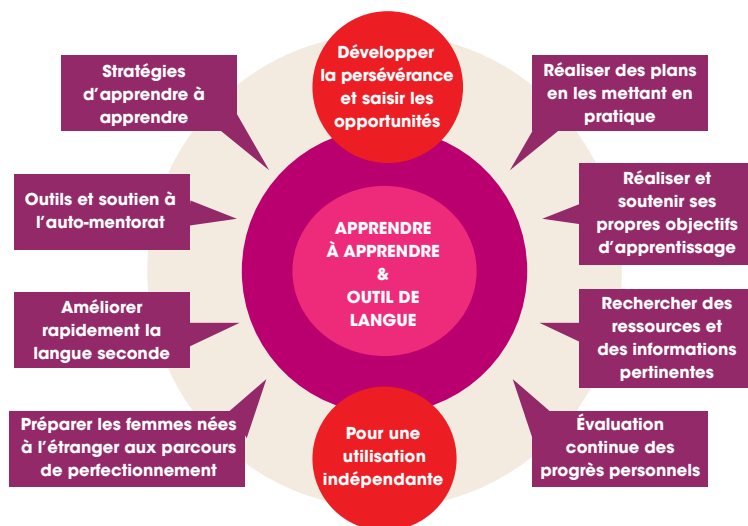 Développer
la persévérance
et saisir les
opportunités
Stratégies
d'apprendre à
apprendre
Réaliser des plans
en les mettant en
pratique
Outils et soutien à
l'auto-mentorat
Réaliser et
soutenir ses
propres objectifs
d'apprentissage
APPRENDRE
À APPRENDRE
&
OUTIL DE
LANGUE
Améliorer
rapidement la
langue seconde
Rechercher des
ressources et
des informations
pertinentes
Préparer les femmes nées
à l'étranger aux parcours
de perfectionnement
Pour une
utilisation
indépendante
Évaluation
continue des
progrès personnels